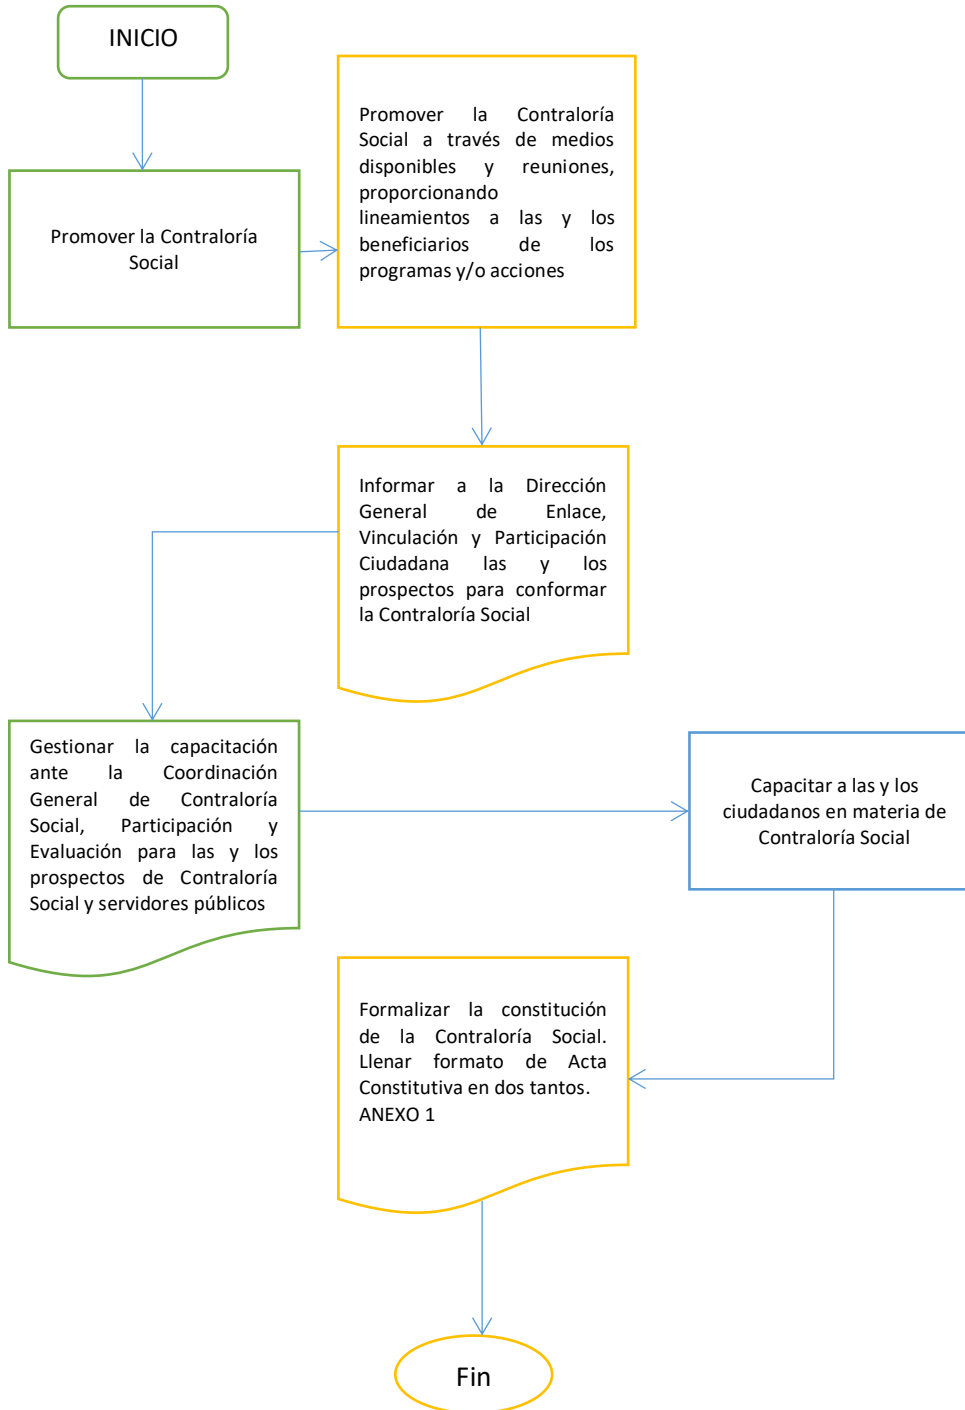 INICIO
Promover la Contraloría
Social
Promover la Contraloría
Social a través de medios
disponibles y reuniones,
proporcionando
lineamientos a las y los
beneficiarios de los
programas y/o acciones
Informar a la Dirección
General de Enlace,
Vinculación y Participación
Ciudadana las y los
prospectos para conformar
la Contraloría Social
Gestionar la capacitación
ante la Coordinación
General de Contraloría
Social, Participación y
Evaluación para las y los
prospectos de Contraloría
Social y servidores públicos
Capacitar a las y los
ciudadanos en materia de
Contraloría Social
Formalizar la constitución
de la Contraloría Social.
Llenar formato de Acta
Constitutiva en dos tantos.
ANEXO 1
Fin